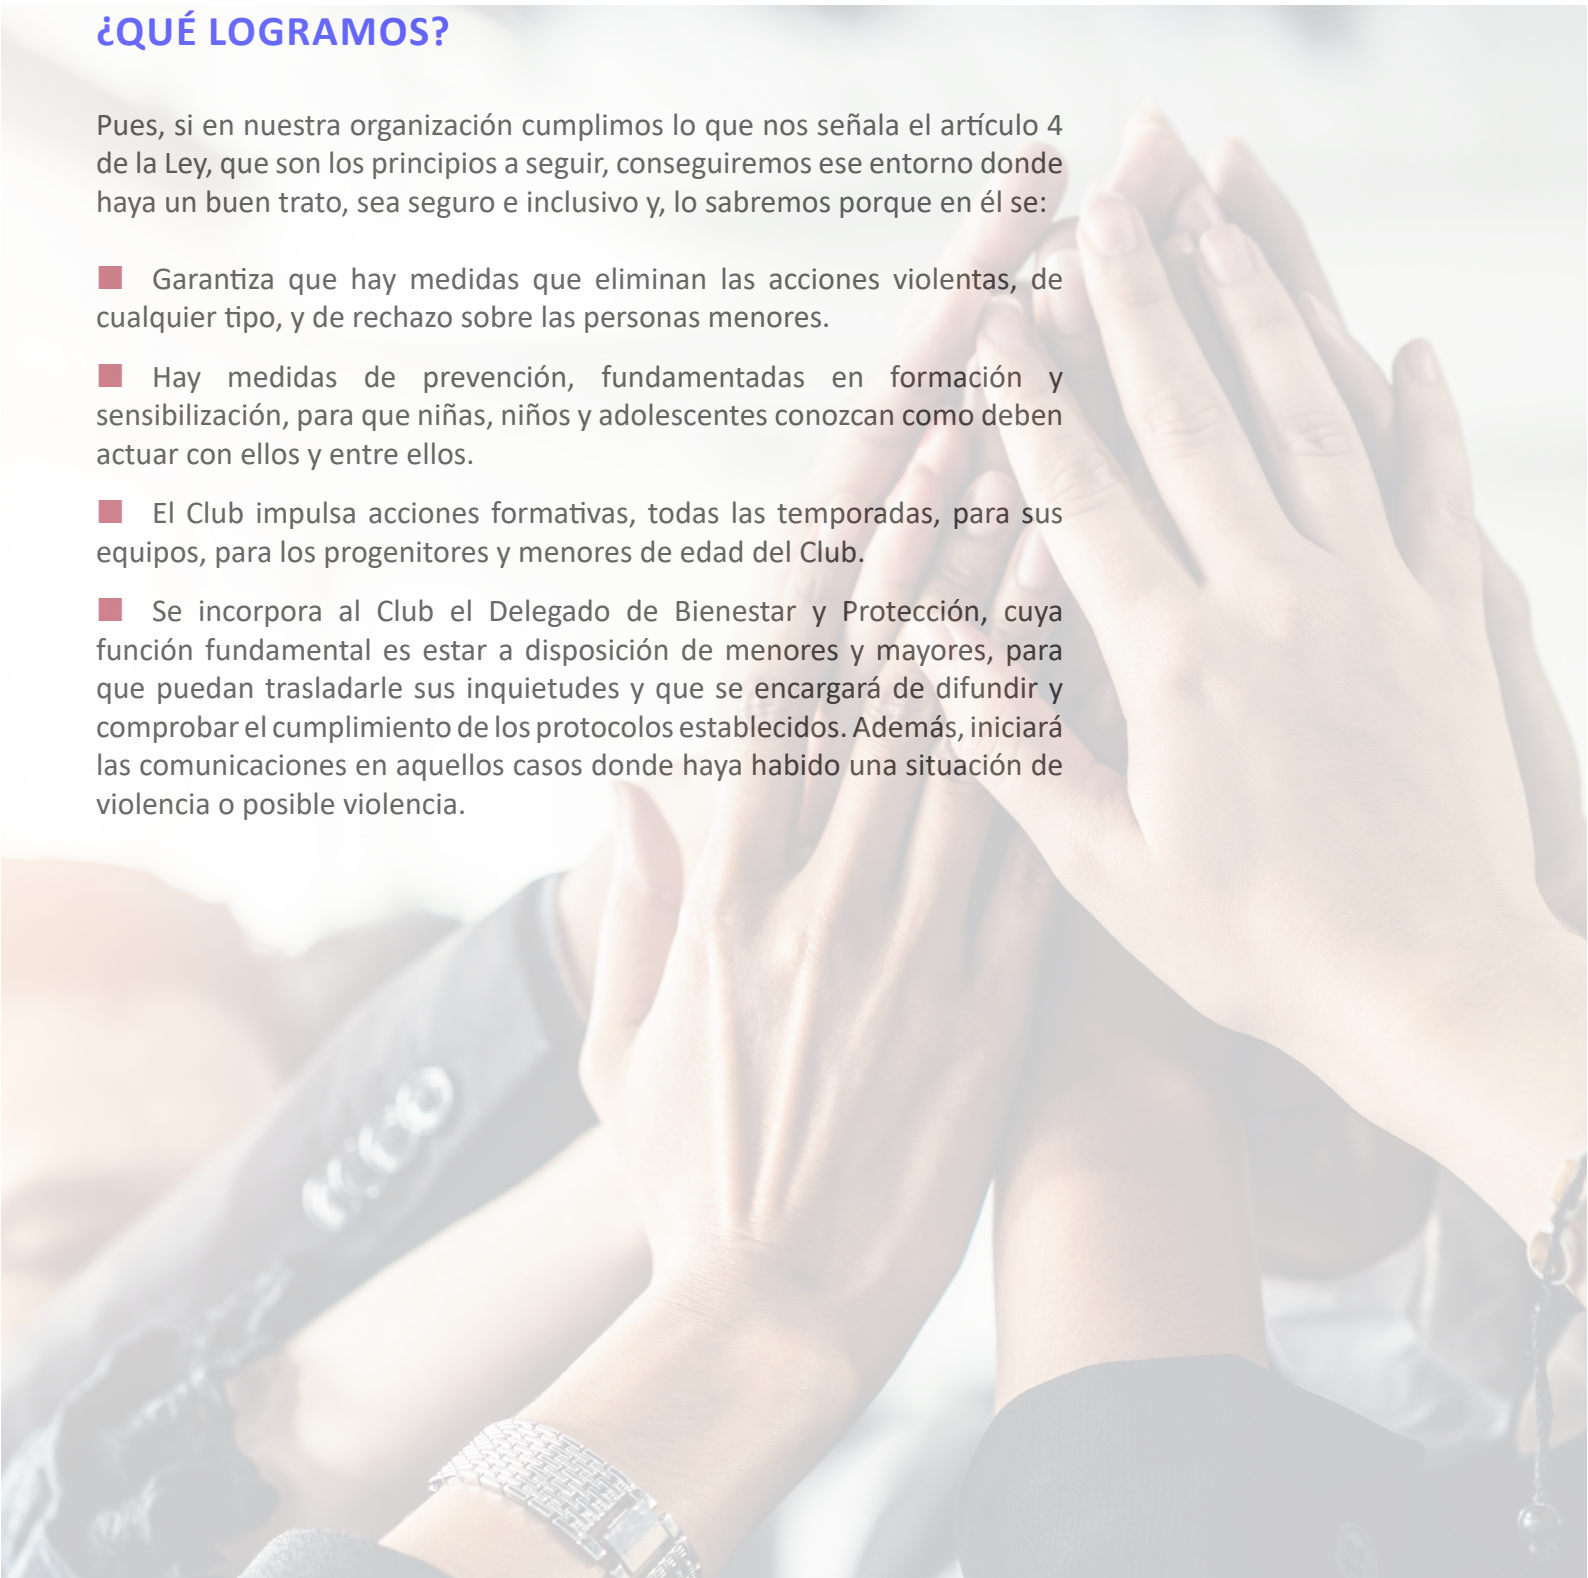 ¿QUÉ LOGRAMOS?
Pues, si en nuestra organización cumplimos lo que nos señala el artículo 4
de la Ley, que son los principios a seguir, conseguiremos ese entorno donde
haya un buen trato, sea seguro e inclusivo y, lo sabremos porque en él se:
■ Garantiza que hay medidas que eliminan las acciones violentas, de
cualquier tipo, y de rechazo sobre las personas menores.
■ Hay medidas de prevención, fundamentadas en formación y
sensibilización, para que niñas, niños y adolescentes conozcan como deben
actuar con ellos y entre ellos.
■ El Club impulsa acciones formativas, todas las temporadas, para sus
equipos, para los progenitores y menores de edad del Club.
■ Se incorpora al Club el Delegado de Bienestar y Protección, cuya
función fundamental es estar a disposición de menores y mayores, para
que puedan trasladarle sus inquietudes y que se encargará de difundir y
comprobar el cumplimiento de los protocolos establecidos. Además, iniciará
las comunicaciones en aquellos casos donde haya habido una situación de
violencia o posible violencia.